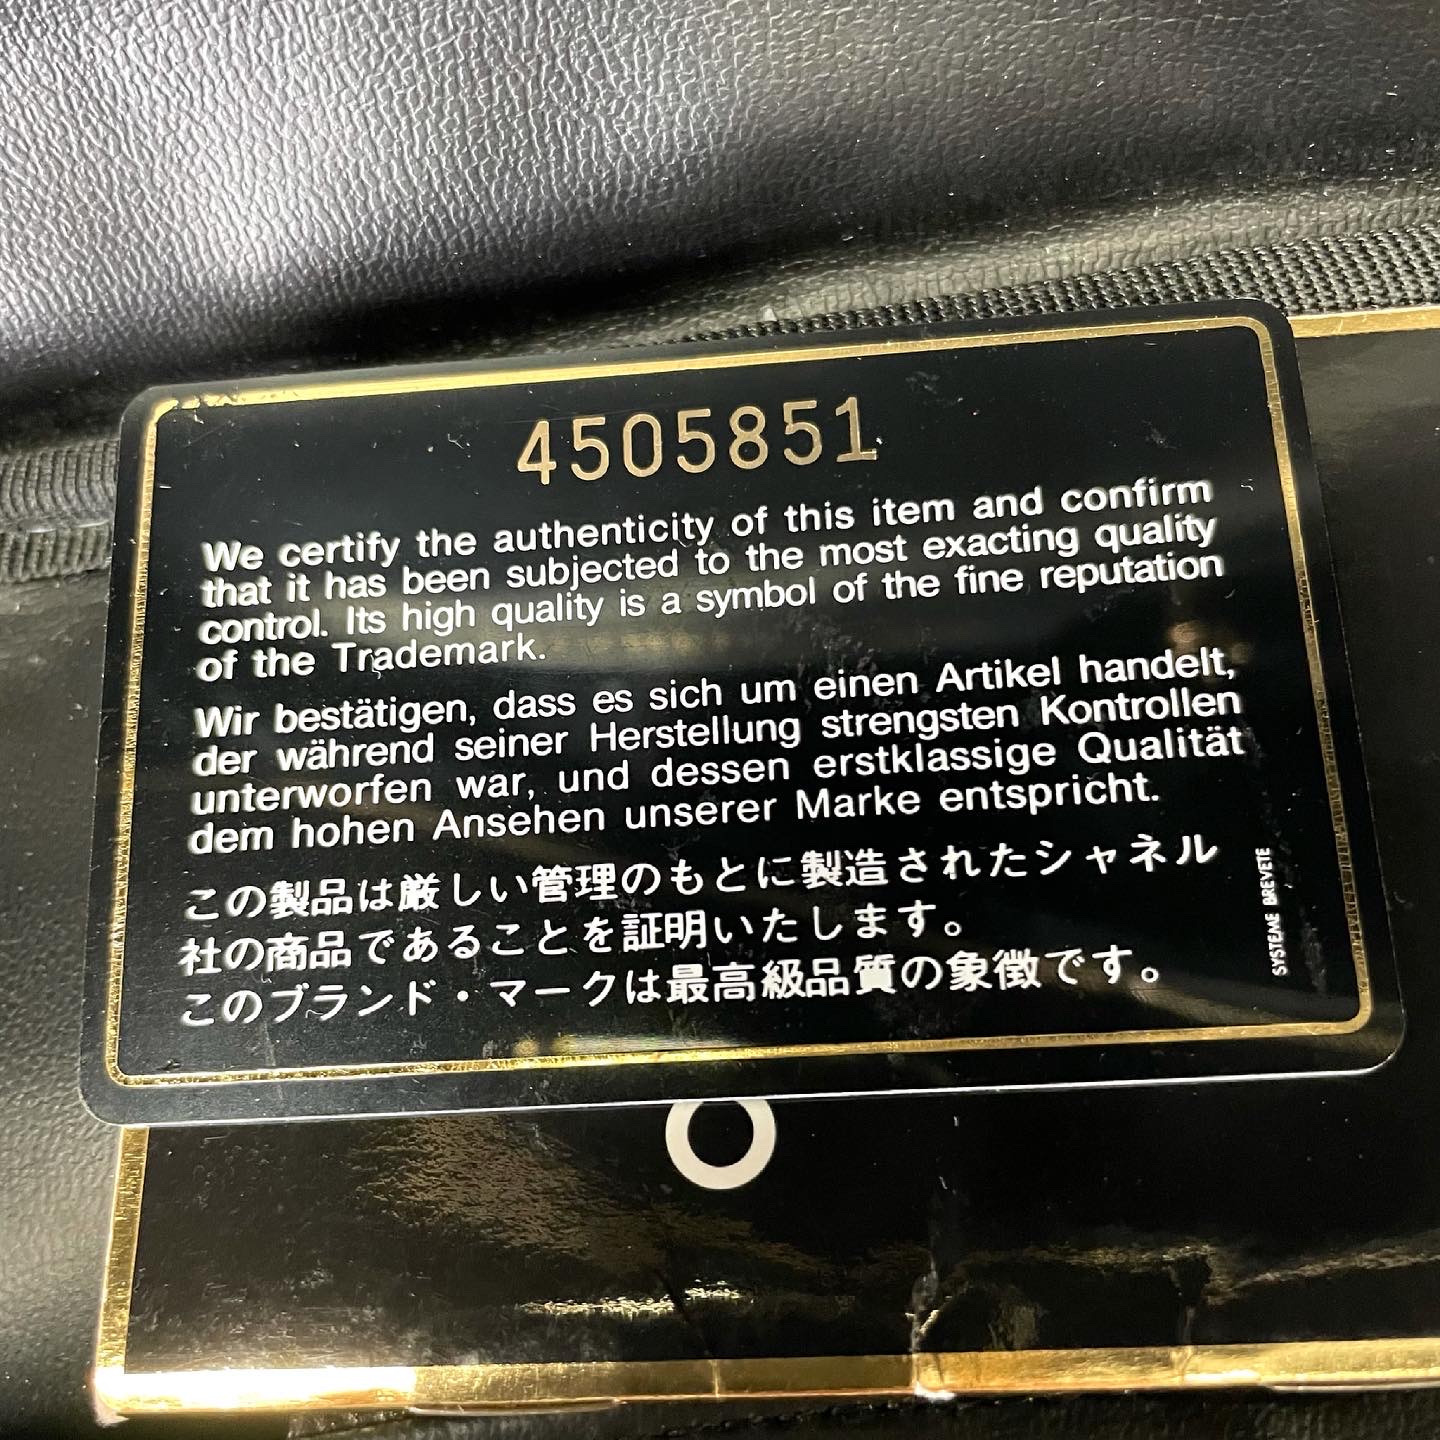 4505851
We certify the authenticity of this item and confirm
that it has been subjected to the most exacting quality
control. Its high quality is a symbol of the fine reputation
of the Trademark.
Wir bestätigen, dass es sich um einen Artikel handelt,
der während seiner Herstellung strengsten Kontrollen
unterworfen war, und dessen erstklassige Qualität
dem hohen Ansehen unserer Marke entspricht.
この製品は厳しい管理のもとに製造されたシャネル
社の商品であることを証明いたします。
このブランド・マークは最高級品質の象徴です。
SYSTEME BREVETE